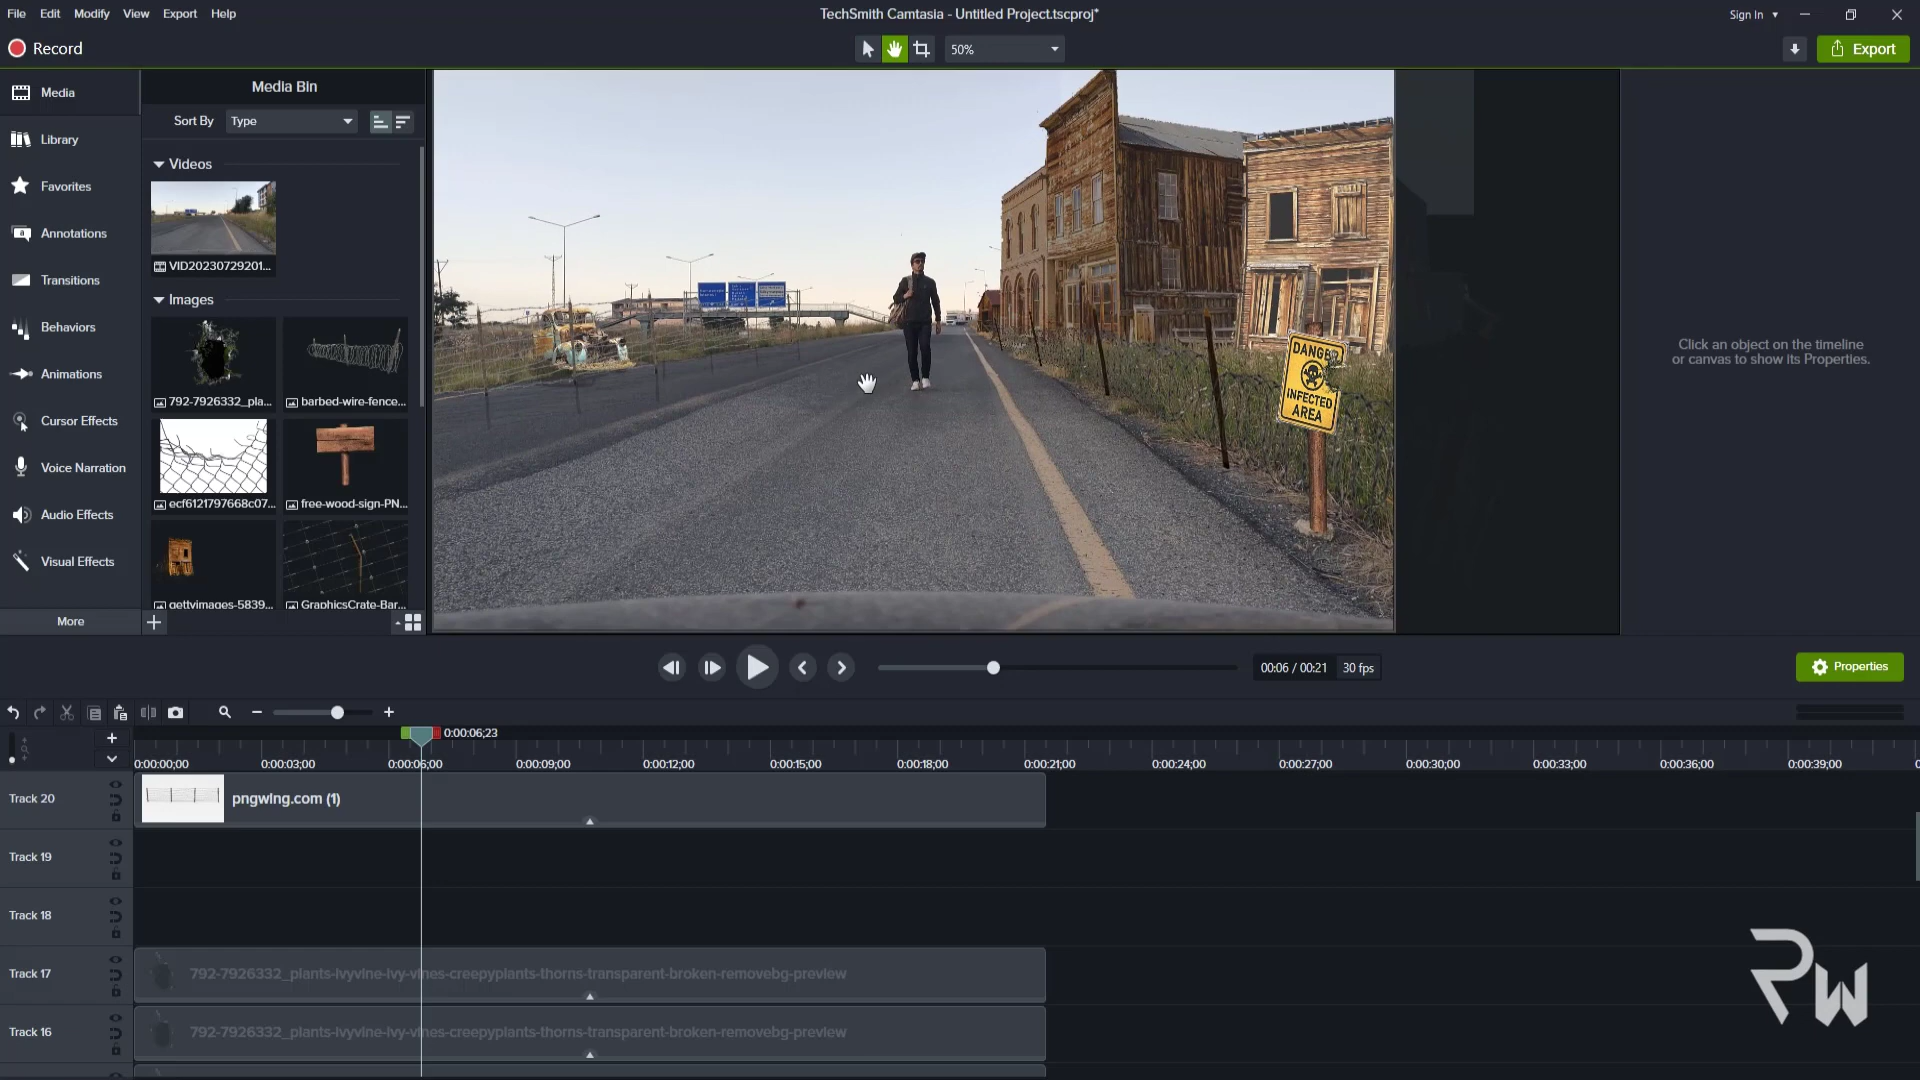 File Edit Modify View Export Help
TechSmith Camtasia - Untitled Project.tscproj*
Sign In
Record
50%
Export
Media
Library
Favorites
Annotations
Transitions
Behaviors
Animations
Cursor Effects
Voice Narration
Audio Effects
Visual Effects
More
Media Bin
Sort By Type
Videos
VID20230729201...
Images
792-7926332_pla... barbed-wire-fence...
ecf6121797668c07... free-wood-sign-PN...
gettyimages-5839... GraphicsCrate-Bar...
DANGER
INFECTED
AREA
Click an object on the timeline
or canvas to show its Properties.
00:06 / 00:21 30 fps
Properties
0:00:06;23
0:00:00;00 0:00:03;00 0:00:06;00 0:00:09;00 0:00:12;00 0:00:15;00 0:00:18;00 0:00:21;00 0:00:24;00 0:00:27;00 0:00:30;00 0:00:33;00 0:00:36;00 0:00:39;00
Track 20 pngwing.com (1)
Track 19
Track 18
Track 17 792-7926332_plants-ivyvine-ivy-vines-creepyplants-thorns-transparent-broken-removebg-preview
Track 16 792-7926332_plants-ivyvine-ivy-vines-creepyplants-thorns-transparent-broken-removebg-preview
RW